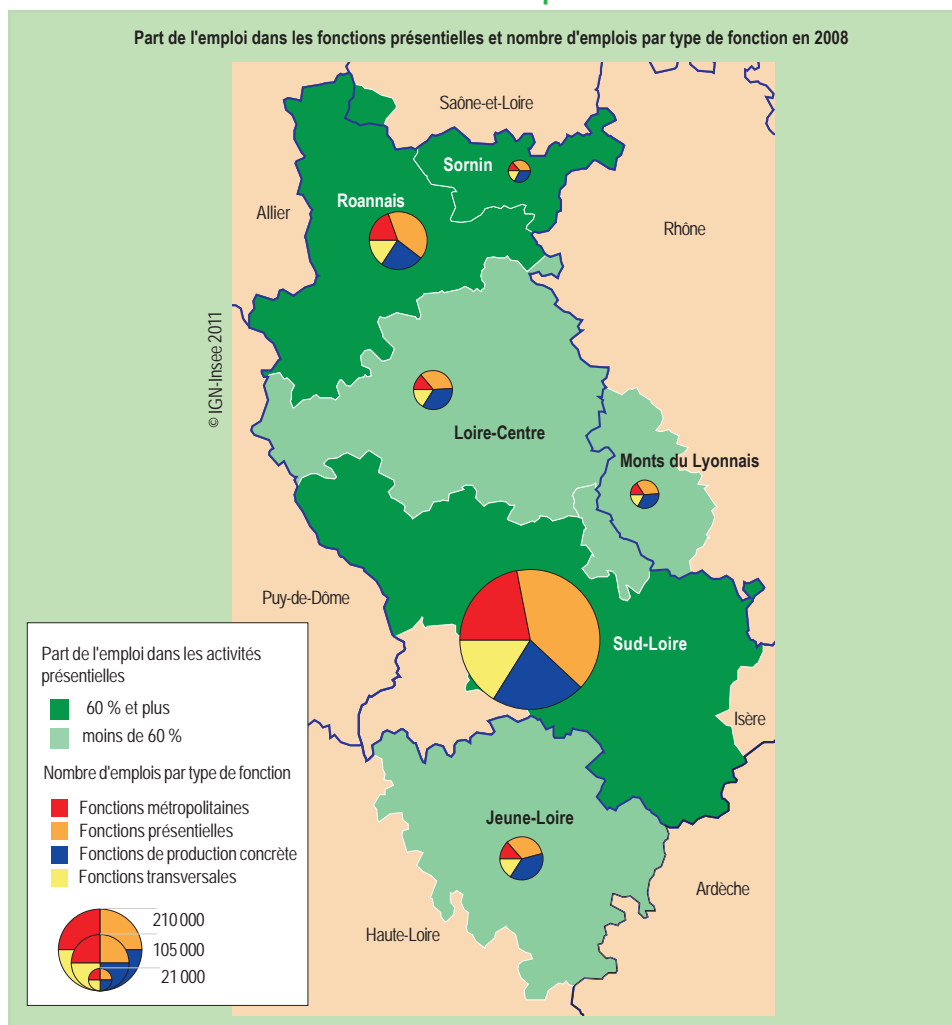 Part de l'emploi dans les fonctions présentielles et nombre d'emplois par type de fonction en 2008
Saône-et-Loire
Sornin
Roannais
Allier
Rhône
© IGN-Insee 2011
Loire-Centre
Monts du Lyonnais
Puy-de-Dôme
Sud-Loire
Isère
Jeune-Loire
Ardèche
Haute-Loire
Part de l'emploi dans les activités
présentielles
60 % et plus
moins de 60 %
Nombre d'emplois par type de fonction
Fonctions métropolitaines
Fonctions présentielles
Fonctions de production concrète
Fonctions transversales
210 000
105 000
21 000